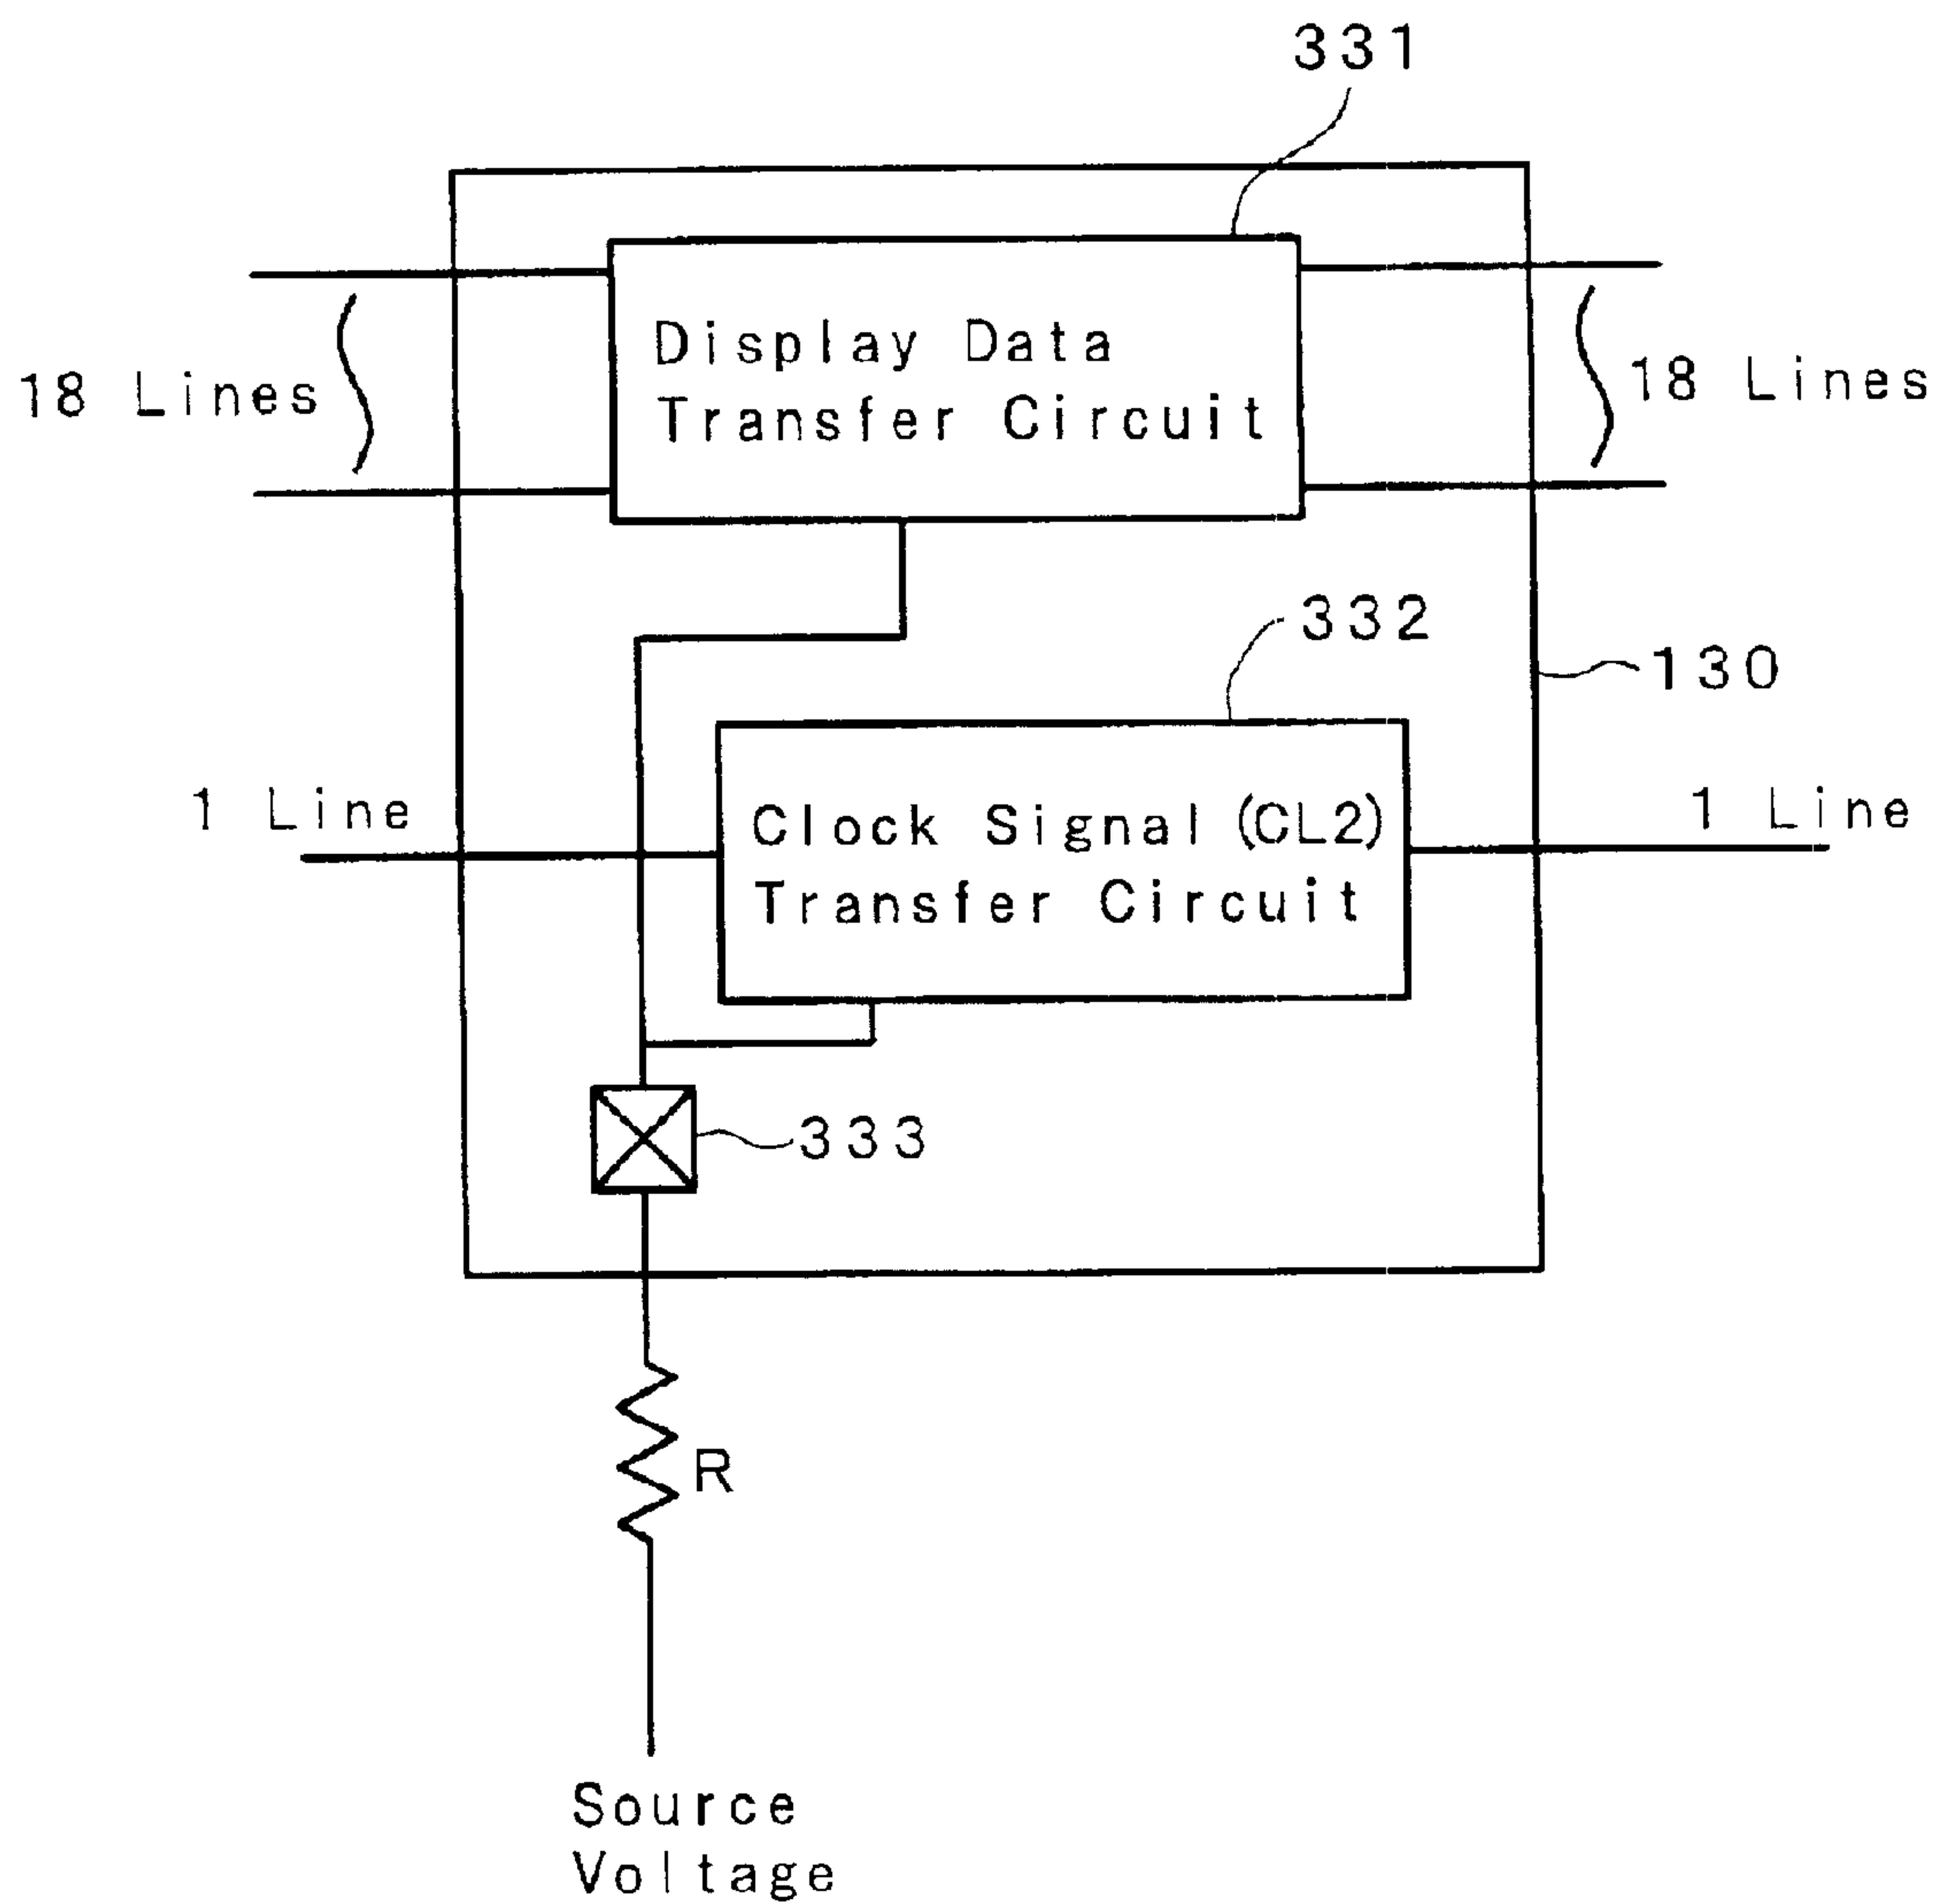 331
Display Data
Transfer Circuit
18 Lines
18 Lines
332
130
1 Line
Clock Signal (CL2)
Transfer Circuit
1 Line
333
R
Source
Voltage